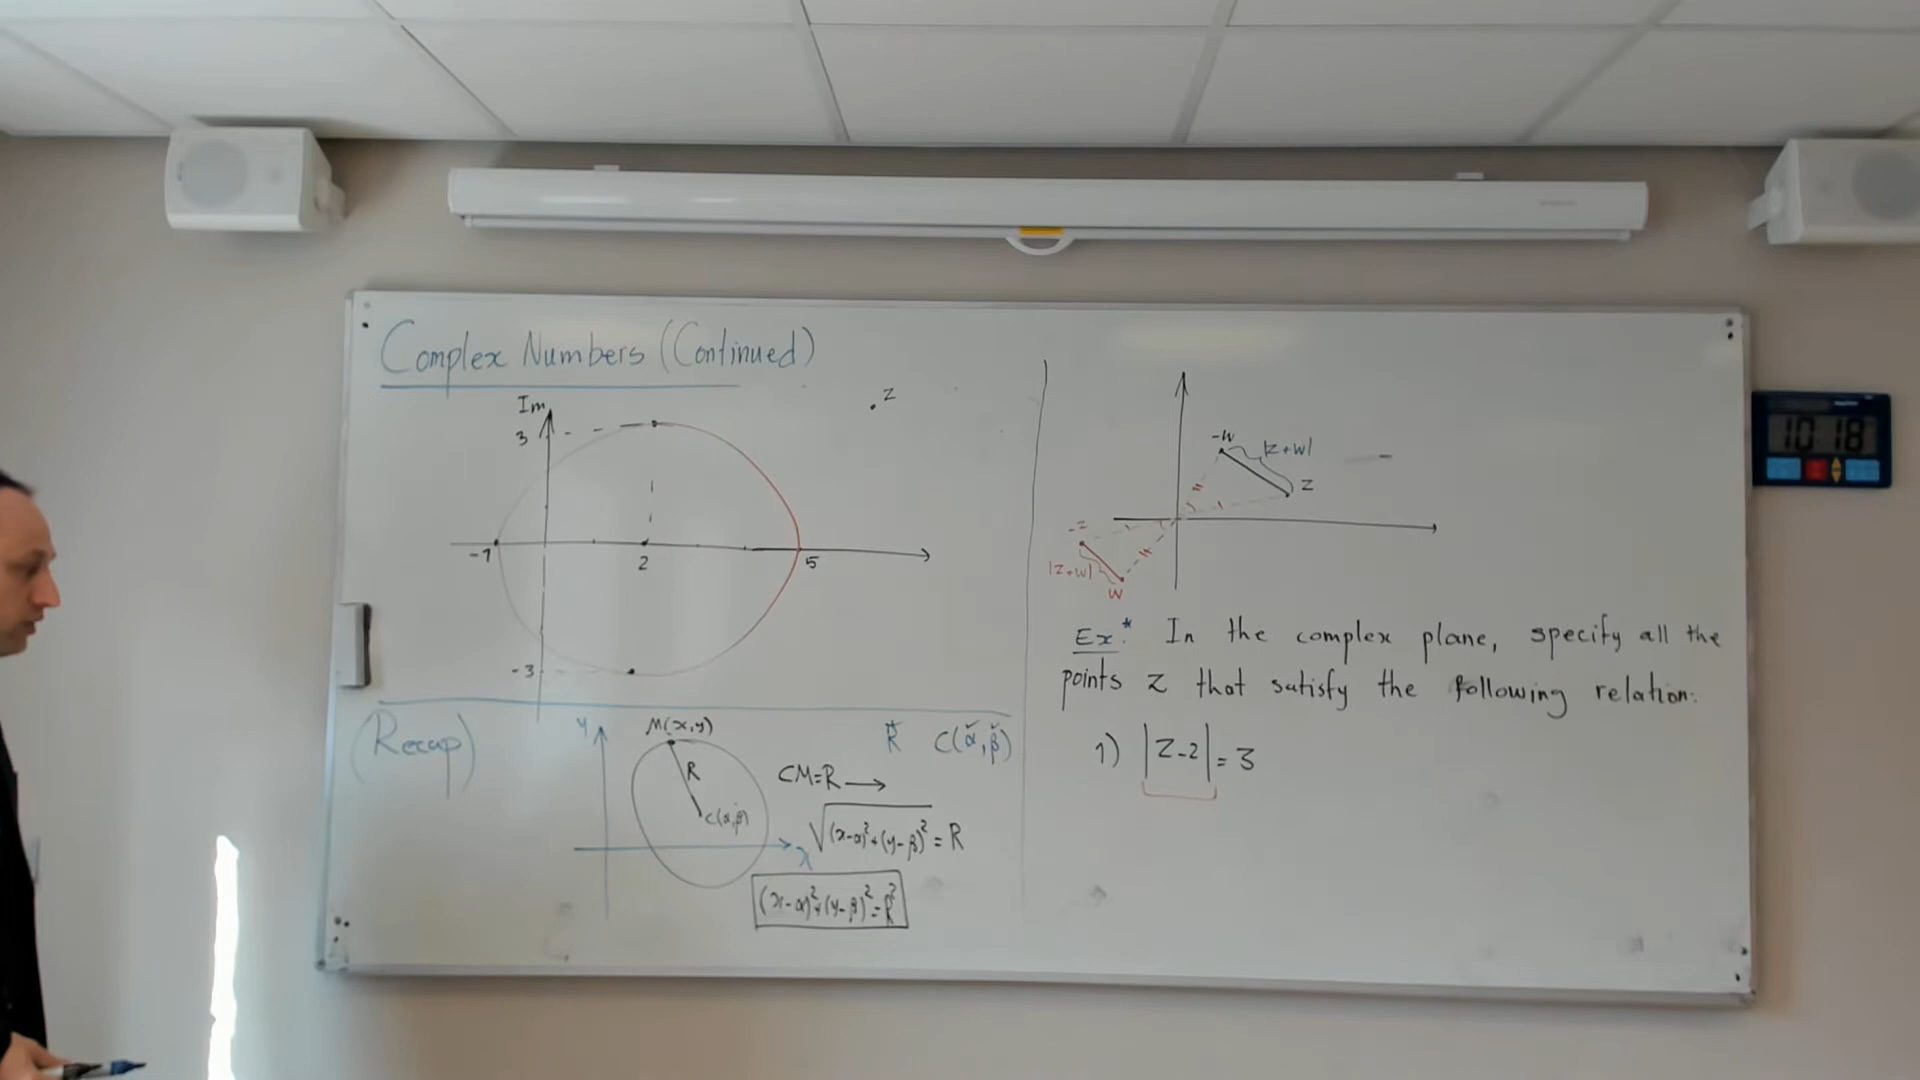 Complex Numbers (Continued)
Im
z
3
-1
2
5
-3
(Recap)
y
M(x,y)
R
C(α,β)
x
R
C(α,β)
CM=R →
√(x-α)²+(y-β)² = R
(x-α)²+(y-β)²=R²
-w
|z+w|
z
-z
|z+w|
w
Ex:* In the complex plane, specify all the
points z that satisfy the following relation:
1) |z-2| = 3
10 18